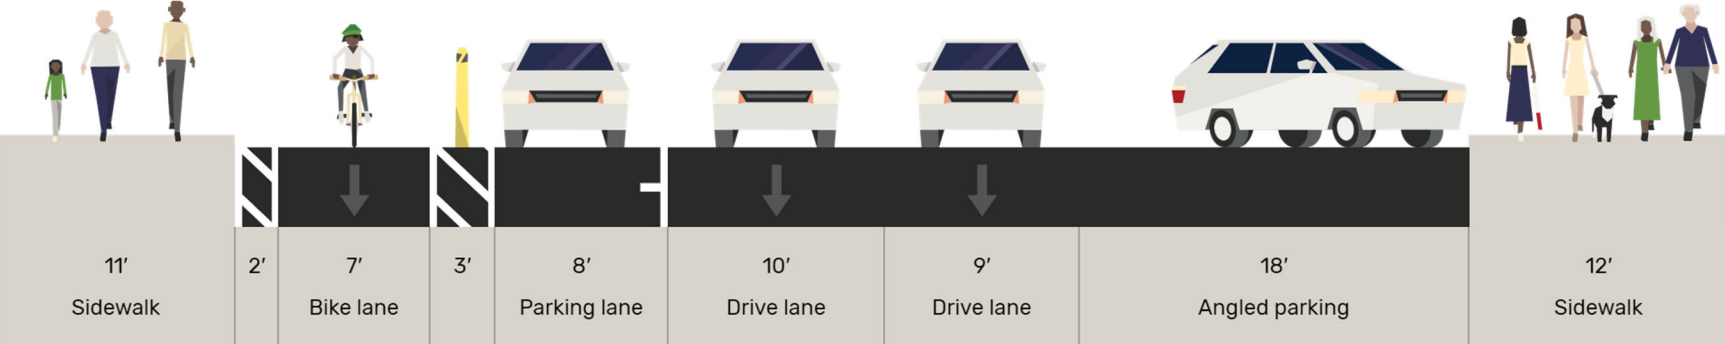 11′ 2′ 7′ 3′ 8′ 10′ 9′ 18′ 12′
Sidewalk Bike lane Parking lane Drive lane Drive lane Angled parking Sidewalk